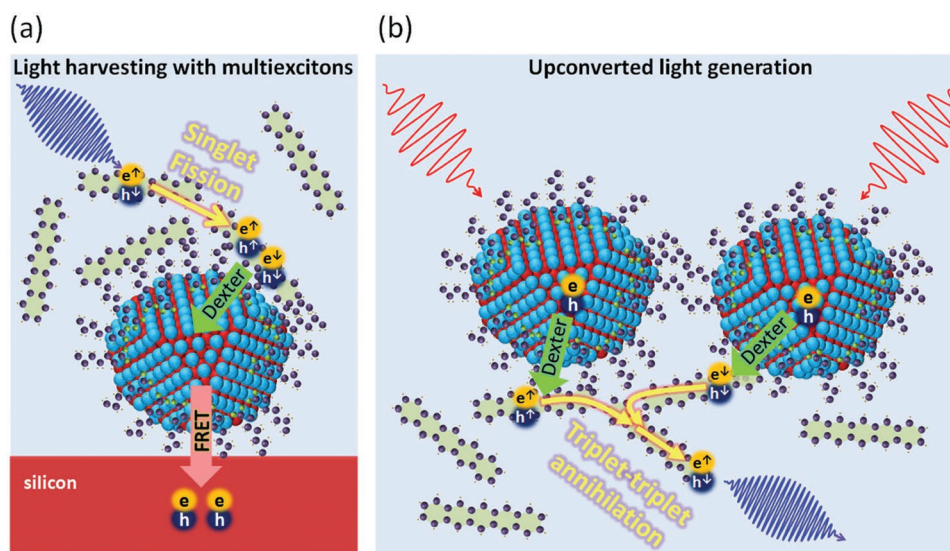 (a)
Light harvesting with multiexcitons
Singlet
Fission
e↑
h↓
e↑
h↑
e↓
h↓
Dexter
FRET
silicon
e
h
e
h
(b)
Upconverted light generation
e
h
e
h
Dexter
Dexter
e↑
h↑
e↓
h↓
Triplet-triplet
annihilation
e↑
h↓